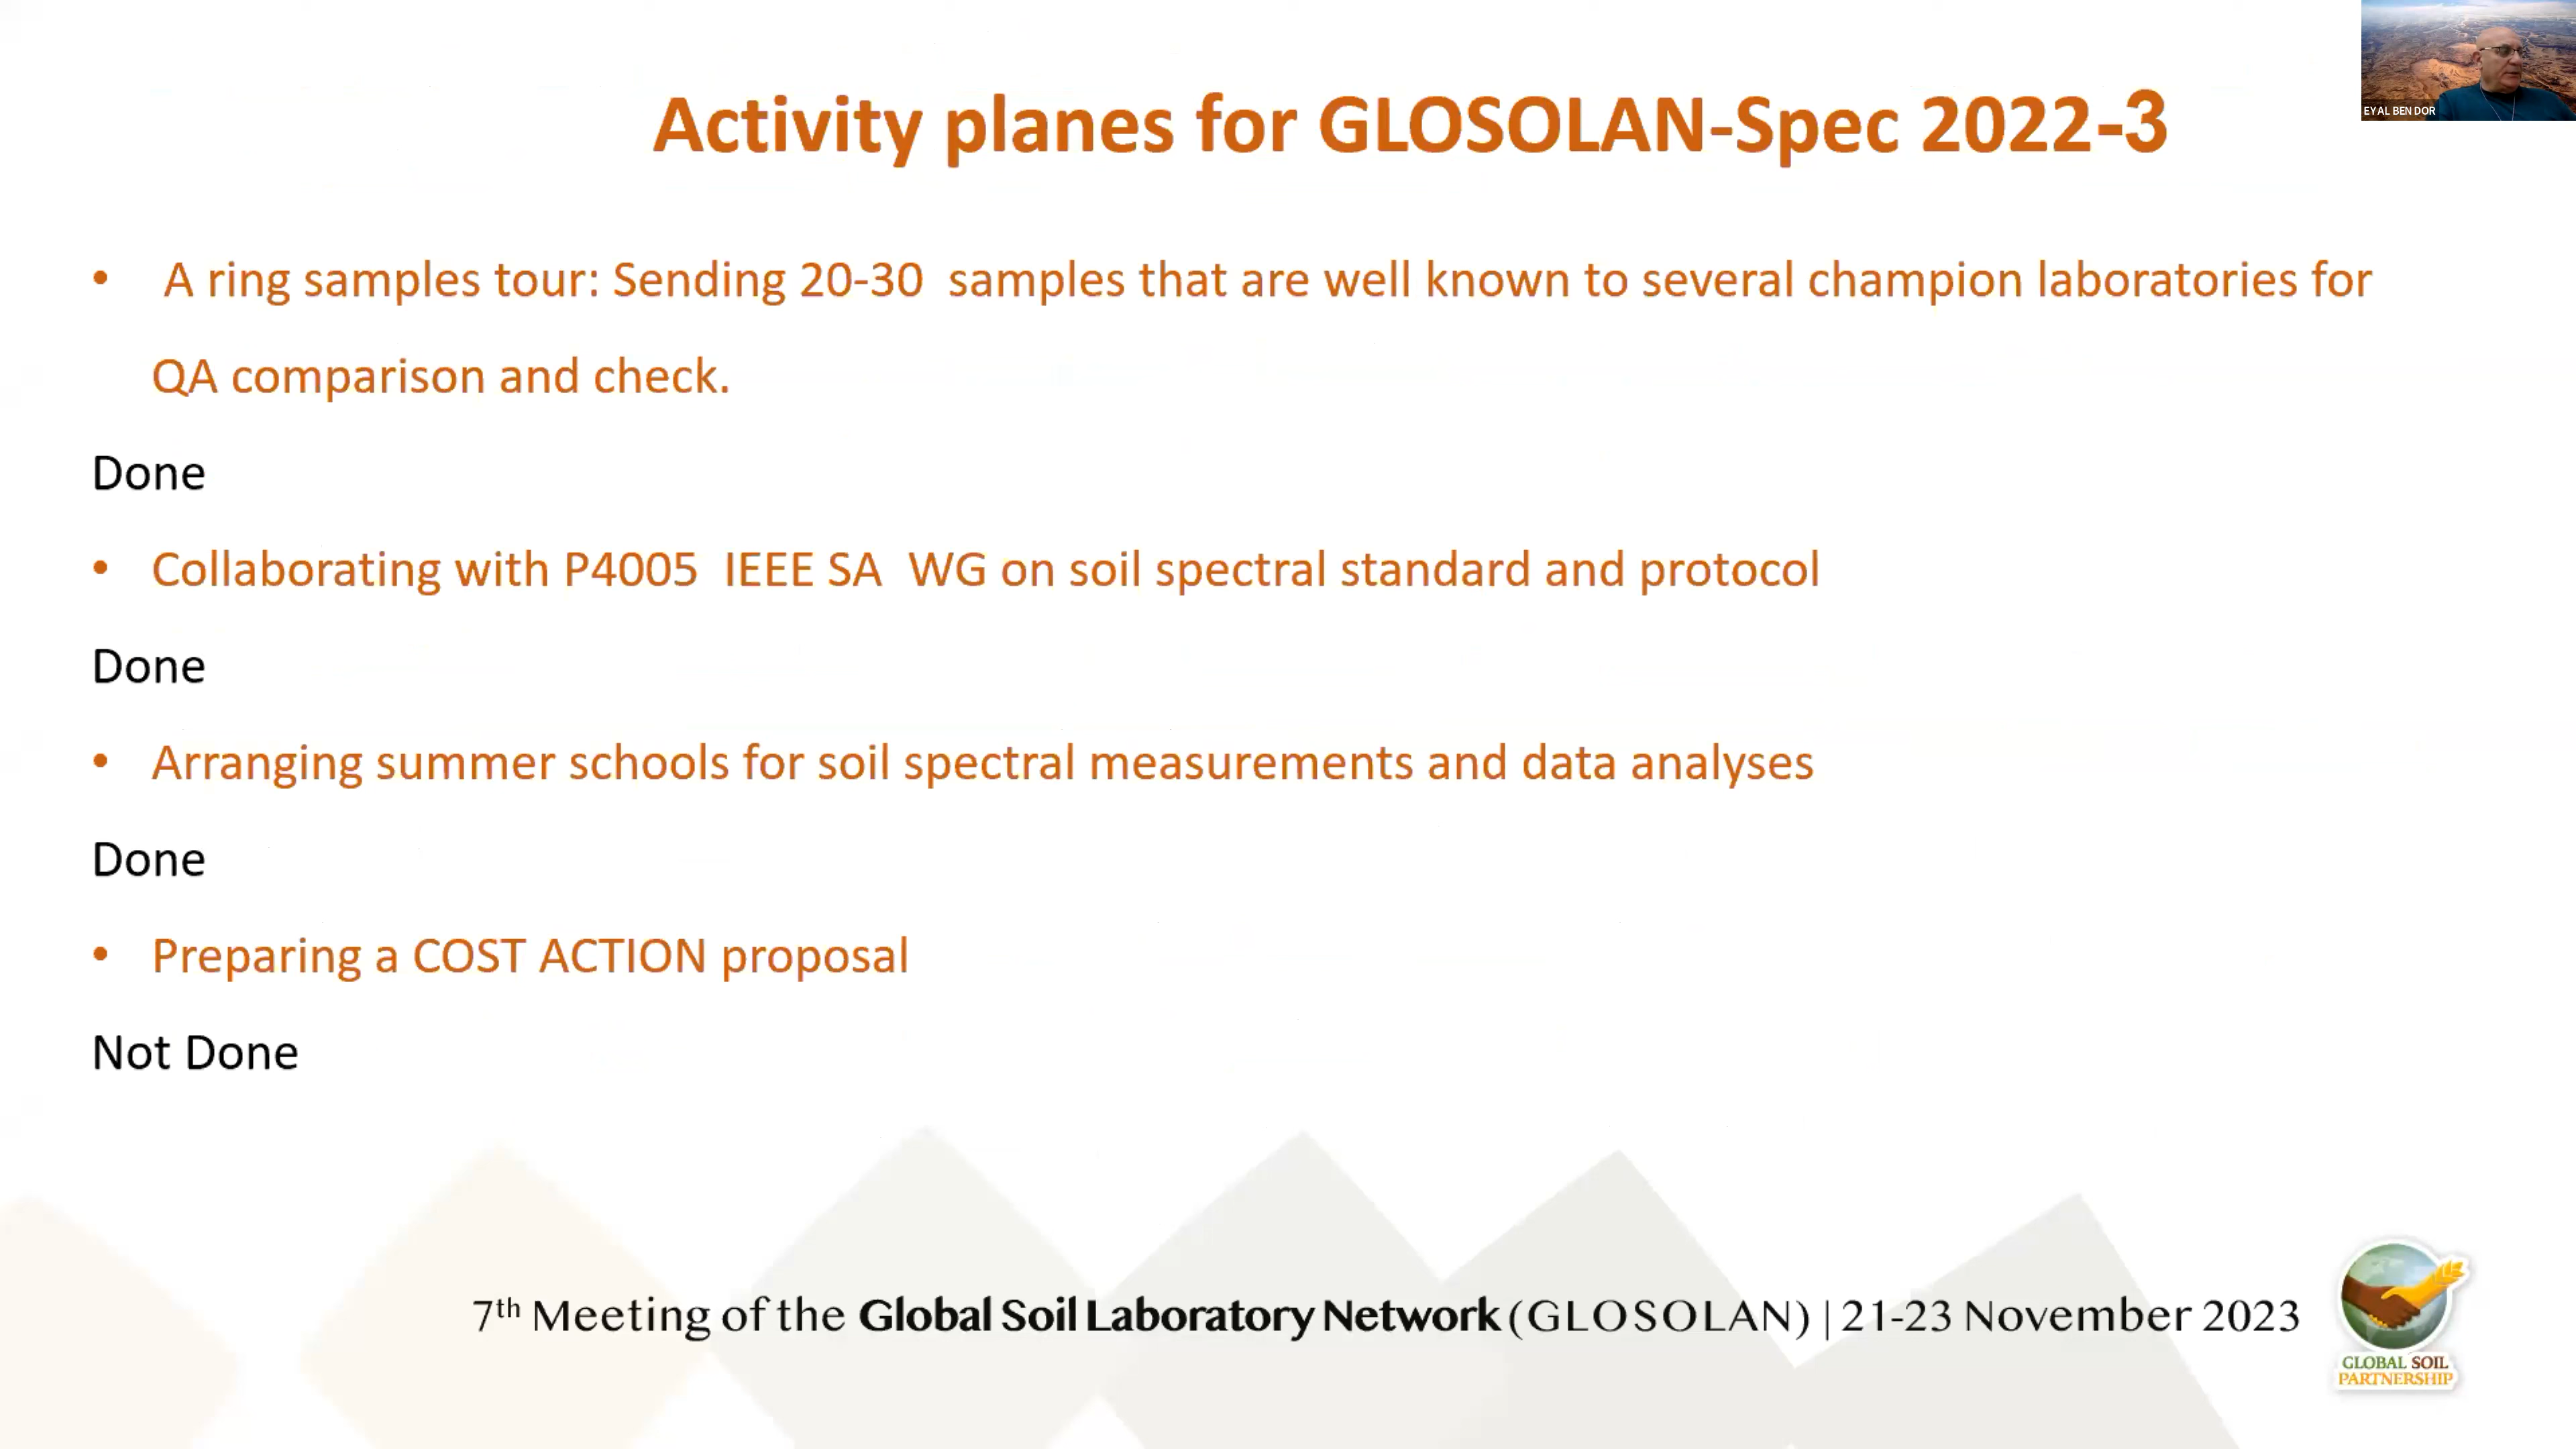 EYAL BEN DOR
Activity planes for GLOSOLAN-Spec 2022-3
• A ring samples tour: Sending 20-30 samples that are well known to several champion laboratories for
QA comparison and check.
Done
• Collaborating with P4005 IEEE SA WG on soil spectral standard and protocol
Done
• Arranging summer schools for soil spectral measurements and data analyses
Done
• Preparing a COST ACTION proposal
Not Done
7th Meeting of the Global Soil Laboratory Network (GLOSOLAN) | 21-23 November 2023
GLOBAL SOIL
PARTNERSHIP